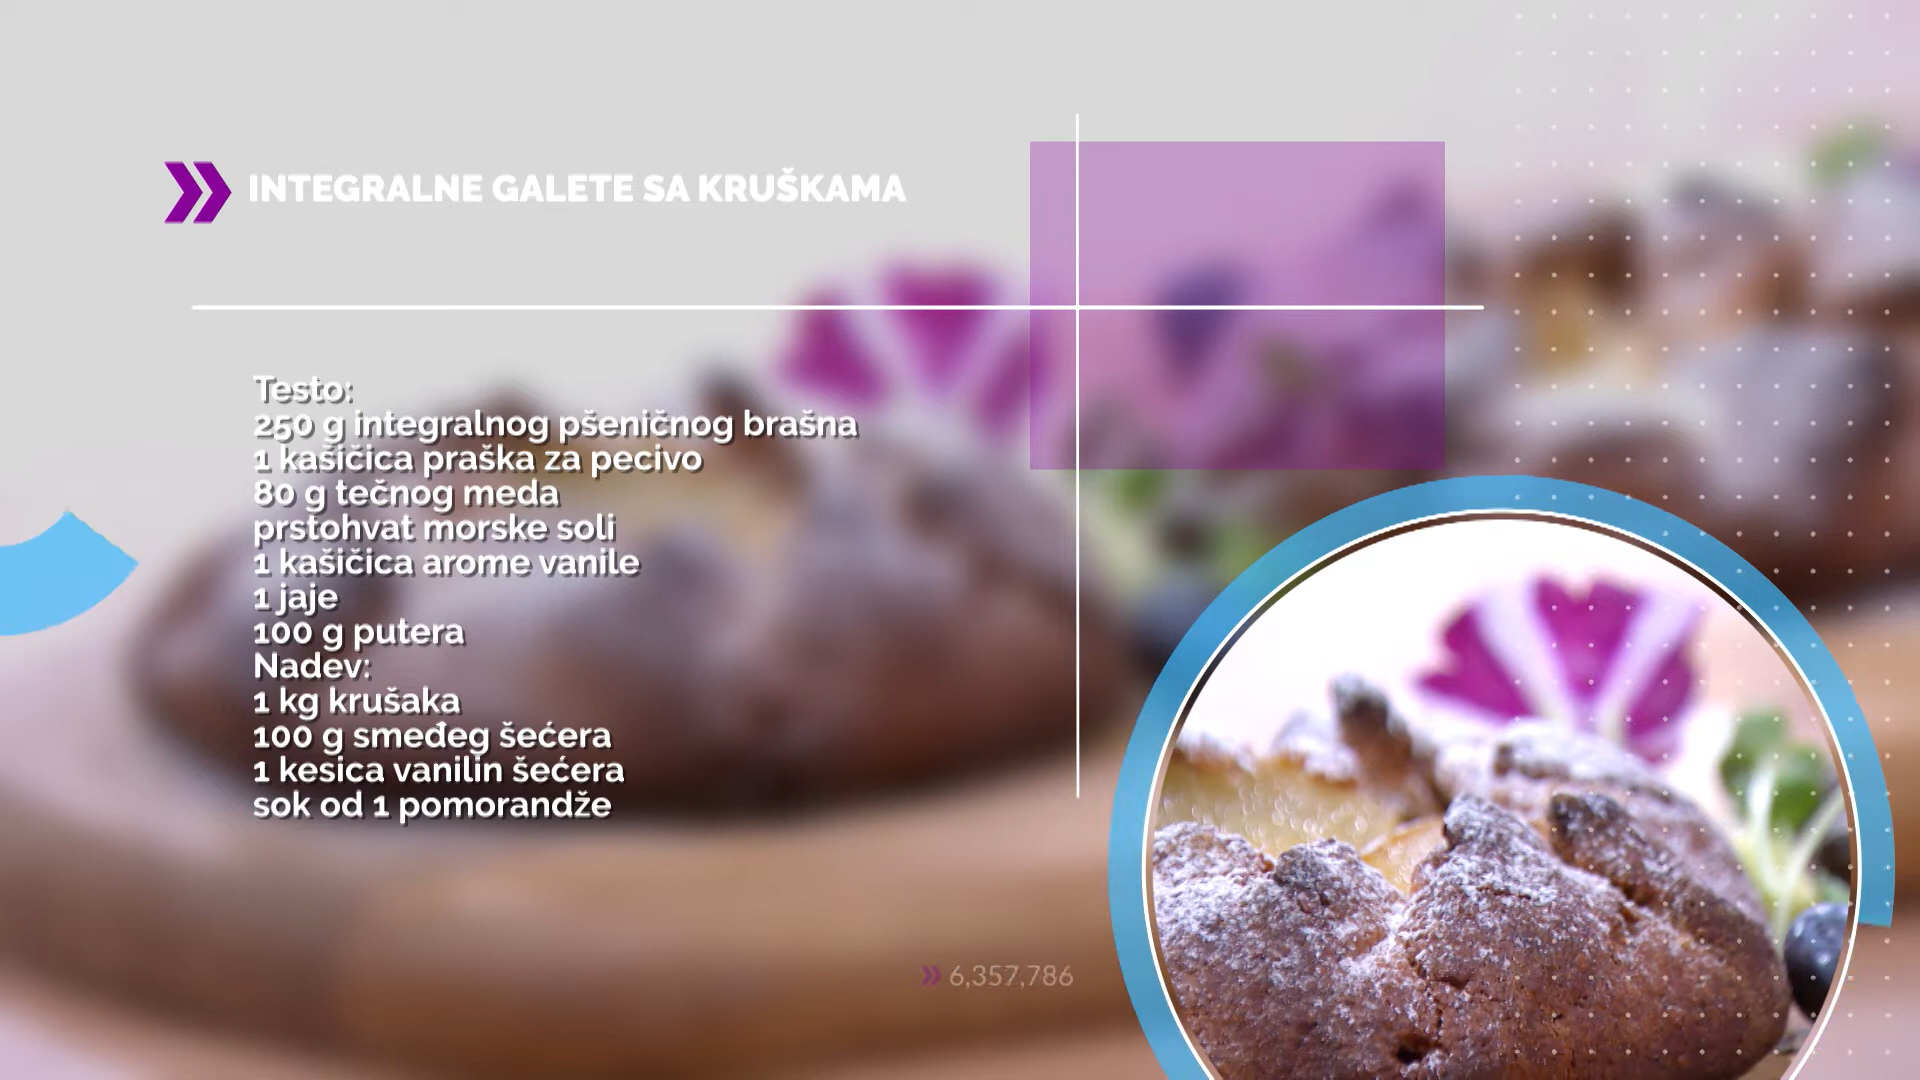 INTEGRALNE GALETE SA KRUŠKAMA
Testo:
250 g integralnog pšeničnog brašna
1 kašičica praška za pecivo
80 g tečnog meda
prstohvat morske soli
1 kašičica arome vanile
1 jaje
100 g putera
Nadev:
1 kg krušaka
100 g smeđeg šećera
1 kesica vanilin šećera
sok od 1 pomorandže
6,357,786